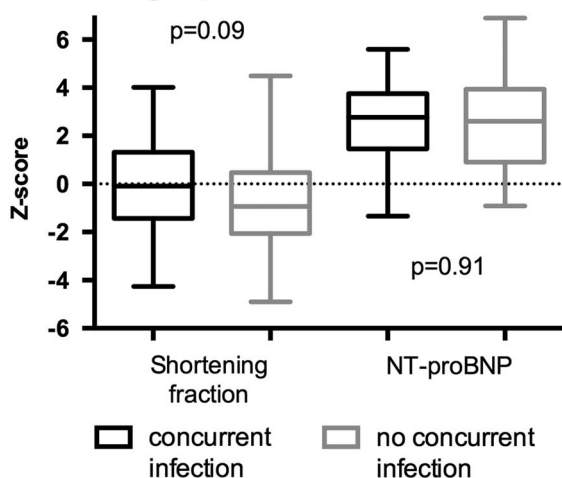 p=0.09
6
4
2
0
-2
-4
-6
Z-score
p=0.91
Shortening
fraction
NT-proBNP
concurrent
infection
no concurrent
infection